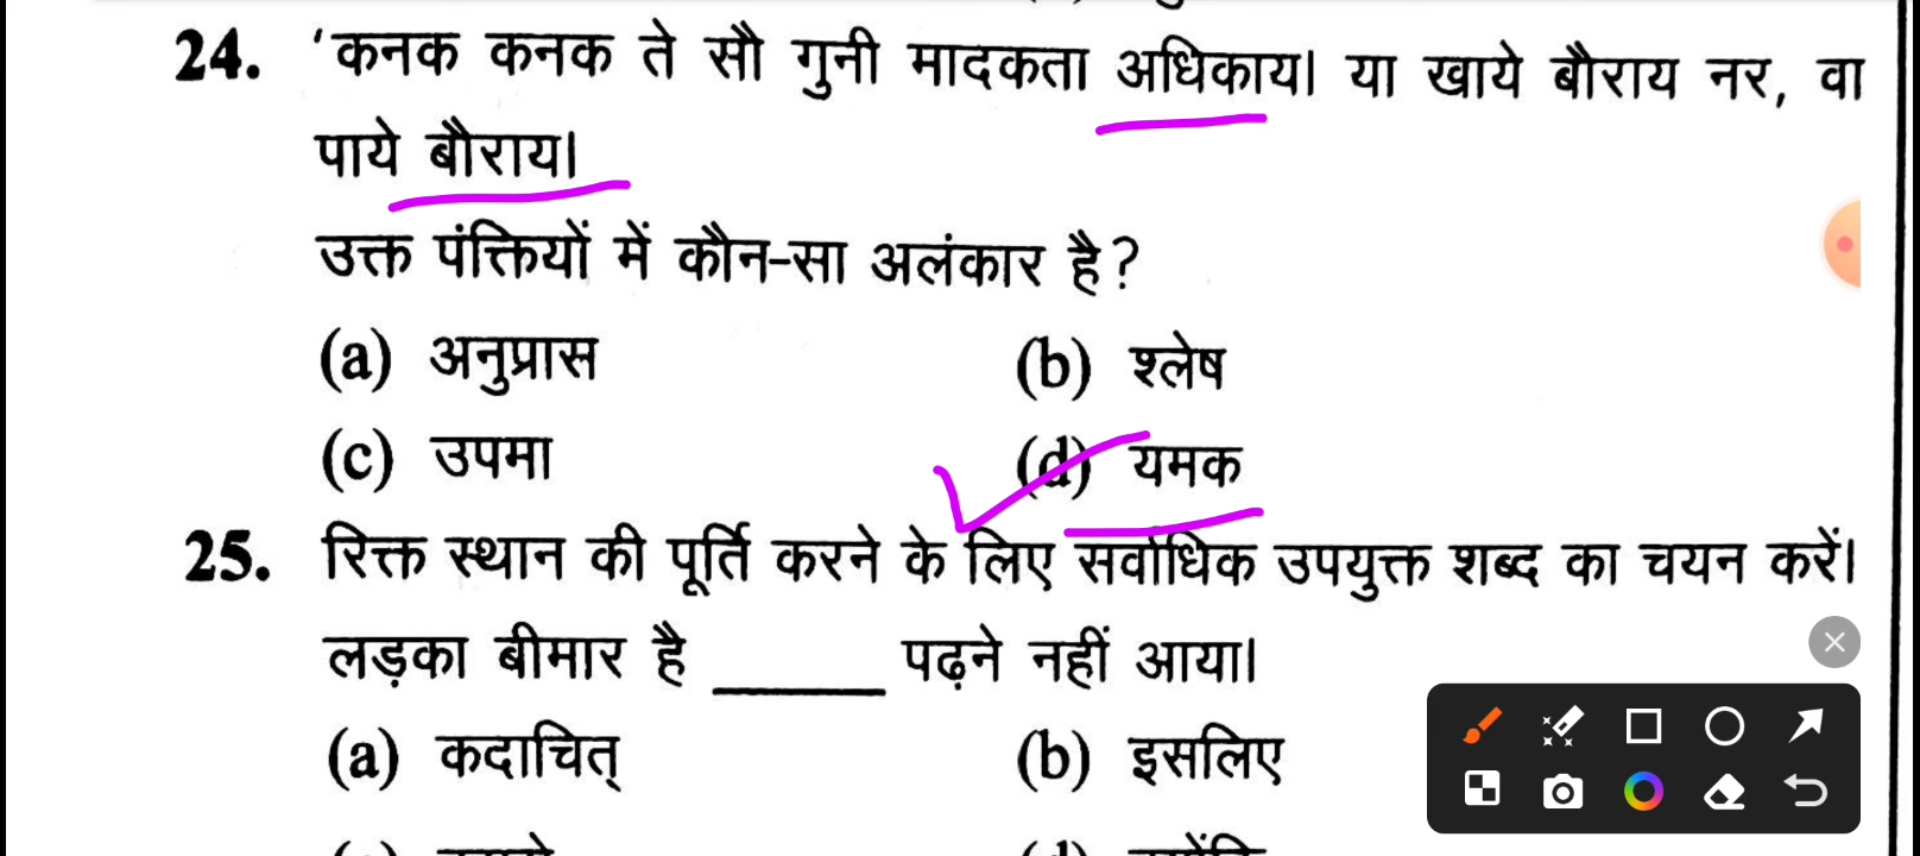 24. 'कनक कनक ते सौ गुनी मादकता अधिकाय। या खाये बौराय नर, वा
पाये बौराय।
उक्त पंक्तियों में कौन-सा अलंकार है?
(a) अनुप्रास (b) श्लेष
(c) उपमा (d) यमक
25. रिक्त स्थान की पूर्ति करने के लिए सर्वाधिक उपयुक्त शब्द का चयन करें।
लड़का बीमार है ______ पढ़ने नहीं आया।
(a) कदाचित् (b) इसलिए